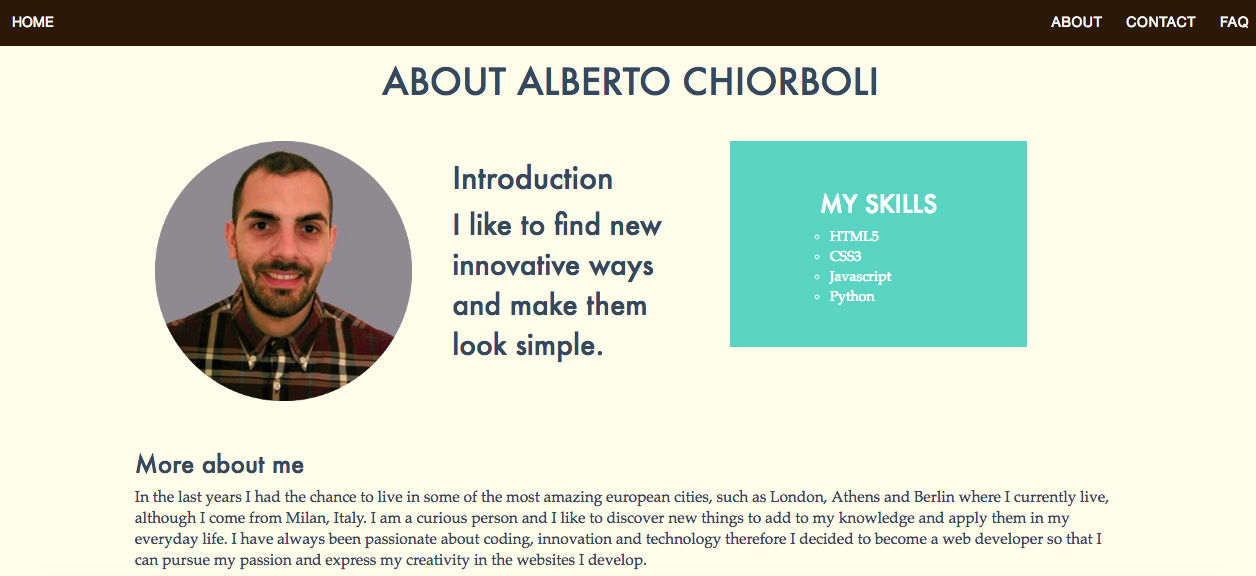 HOME ABOUT CONTACT FAQ
ABOUT ALBERTO CHIORBOLI
Introduction
I like to find new
innovative ways
and make them
look simple.
MY SKILLS
HTML5
CSS3
Javascript
Python
More about me
In the last years I had the chance to live in some of the most amazing european cities, such as London, Athens and Berlin where I currently live,
although I come from Milan, Italy. I am a curious person and I like to discover new things to add to my knowledge and apply them in my
everyday life. I have always been passionate about coding, innovation and technology therefore I decided to become a web developer so that I
can pursue my passion and express my creativity in the websites I develop.